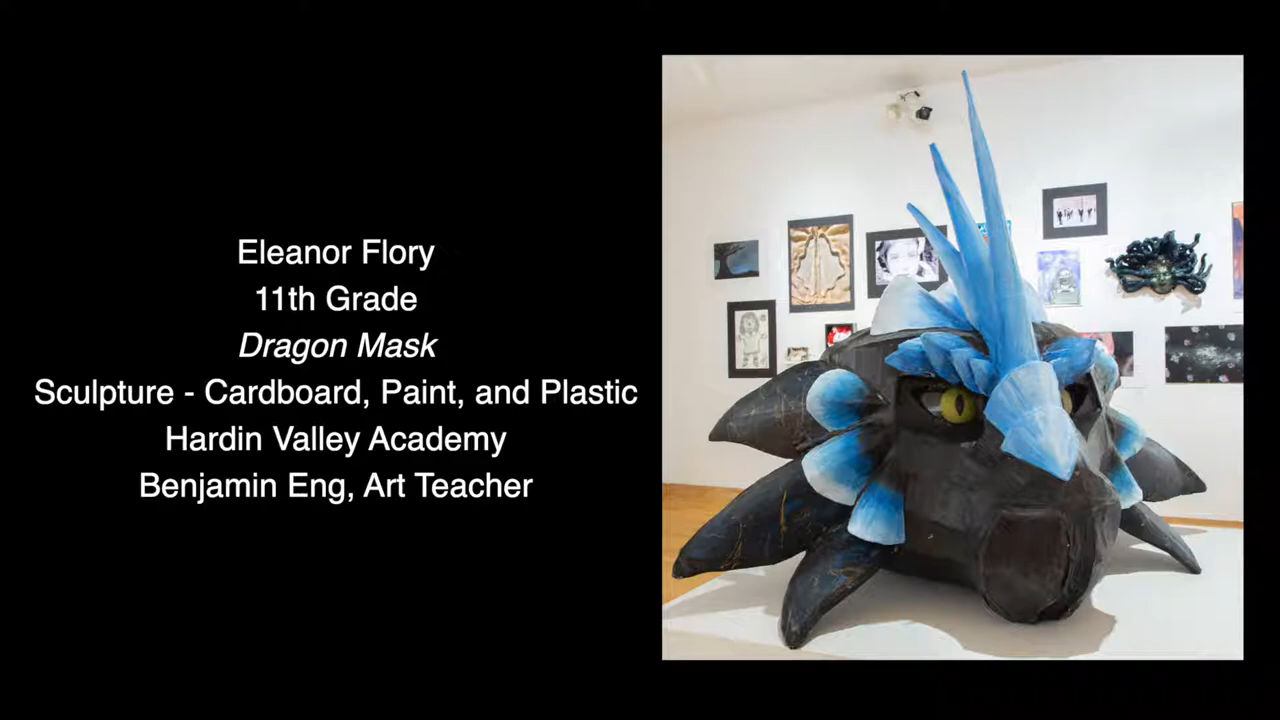 Eleanor Flory
11th Grade
Dragon Mask
Sculpture - Cardboard, Paint, and Plastic
Hardin Valley Academy
Benjamin Eng, Art Teacher